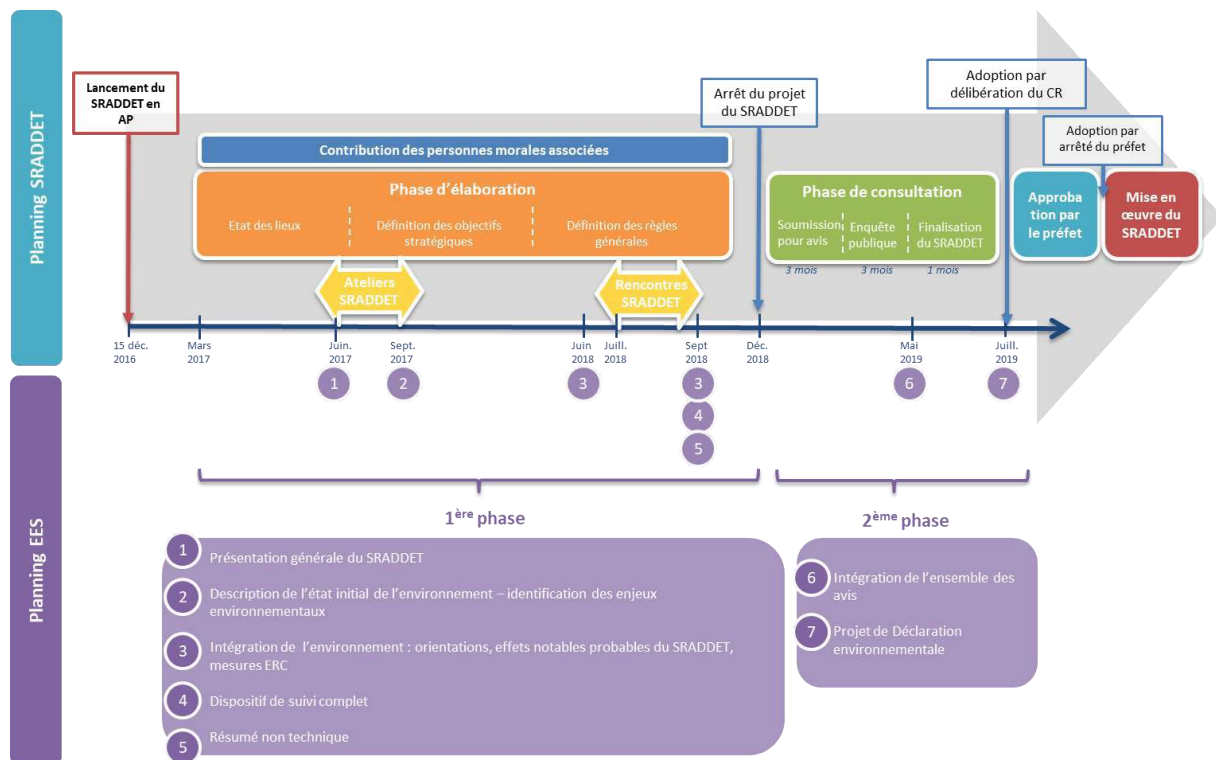 Planning SRADDET
Lancement du
SRADDET en
AP
Arrêt du projet
du SRADDET
Adoption par
délibération du CR
Adoption par
arrêté du préfet
Contribution des personnes morales associées
Phase d'élaboration
Etat des lieux
Définition des objectifs
stratégiques
Définition des règles
générales
Phase de consultation
Soumission
pour avis
Enquête
publique
Finalisation
du SRADDET
3 mois
3 mois
1 mois
Approba
tion par
le préfet
Mise en
œuvre du
SRADDET
Ateliers
SRADDET
Rencontres
SRADDET
15 déc.
2016
Mars
2017
Juin.
2017
Sept.
2017
Juin
2018
Juill.
2018
Sept
2018
Déc.
2018
Mai
2019
Juill.
2019
1
2
3
3
4
5
6
7
Planning EES
1ère phase
1
Présentation générale du SRADDET
2
Description de l'état initial de l'environnement – identification des enjeux
environnementaux
3
Intégration de l'environnement : orientations, effets notables probables du SRADDET,
mesures ERC
4
Dispositif de suivi complet
5
Résumé non technique
2ème phase
6
Intégration de l'ensemble des
avis
7
Projet de Déclaration
environnementale